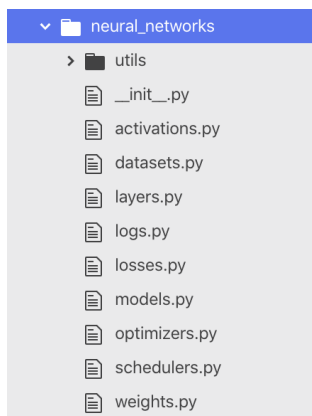 neural_networks
utils
__init__.py
activations.py
datasets.py
layers.py
logs.py
losses.py
models.py
optimizers.py
schedulers.py
weights.py